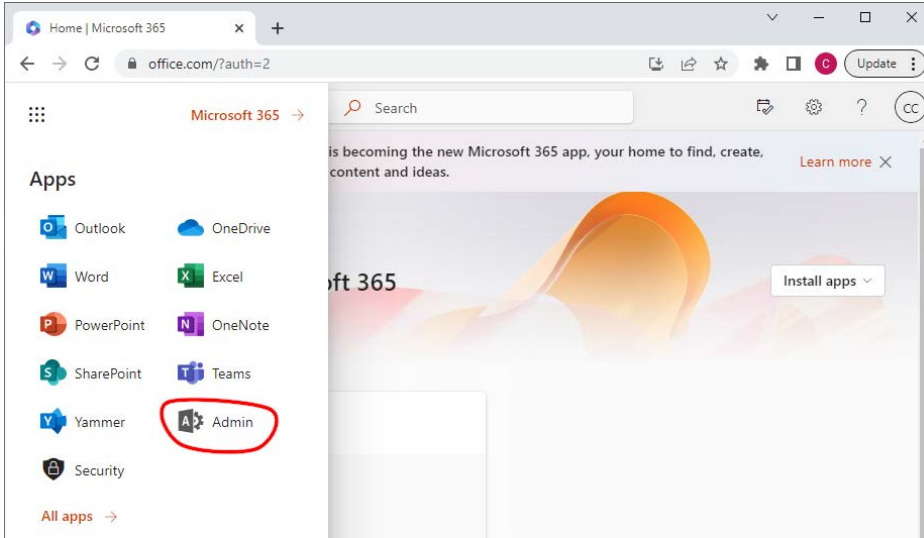 Home | Microsoft 365
office.com/?auth=2
C
Update
Microsoft 365 →
Search
?
CC
is becoming the new Microsoft 365 app, your home to find, create,
content and ideas.
Learn more
Apps
Outlook
OneDrive
Word
Excel
oft 365
Install apps
PowerPoint
OneNote
SharePoint
Teams
Yammer
Admin
Security
All apps →